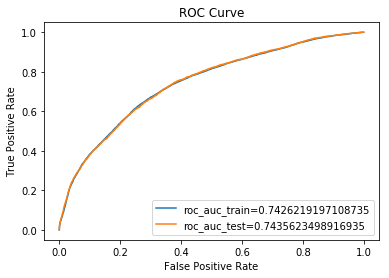 ROC Curve
True Positive Rate
1.0
0.8
0.6
0.4
0.2
0.0
roc_auc_train=0.7426219197108735
roc_auc_test=0.7435623498916935
0.0 0.2 0.4 0.6 0.8 1.0
False Positive Rate